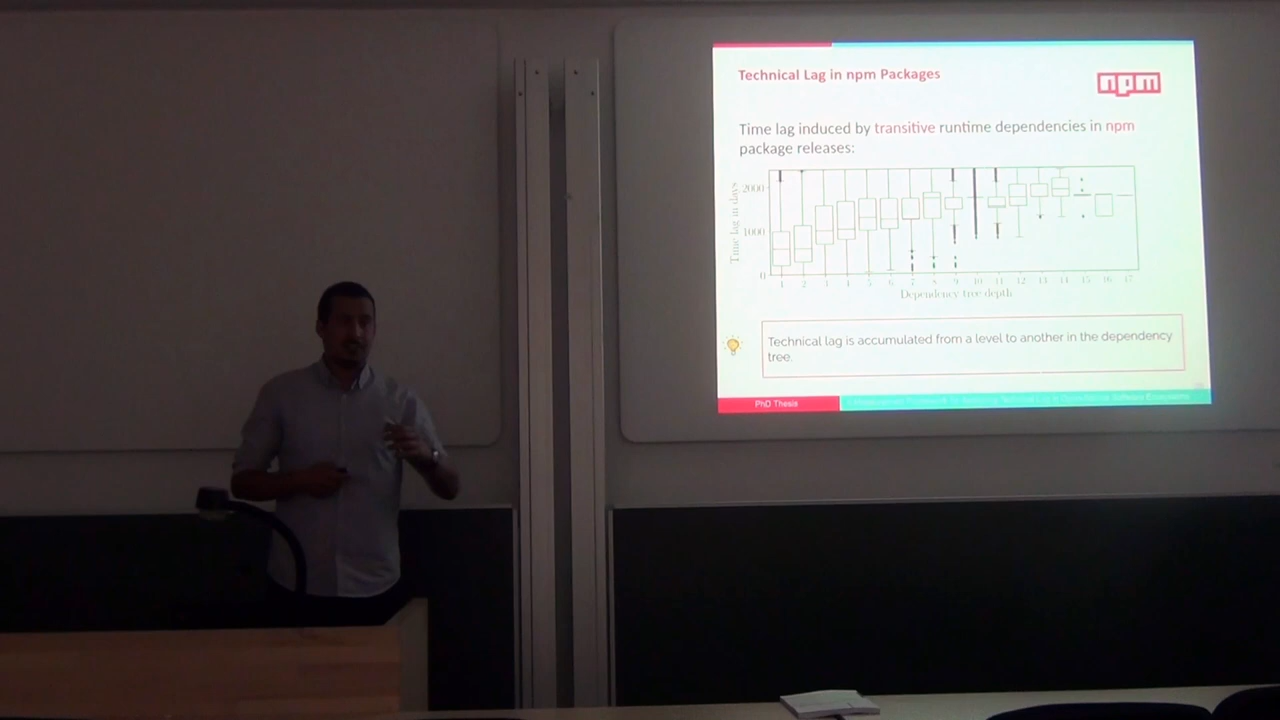 Technical Lag in npm Packages
npm
Time lag induced by transitive runtime dependencies in npm
package releases:
Time lag in days
2000
1000
0
1 2 3 4 5 6 7 8 9 10 11 12 13 14 15 16 17
Dependency tree depth
Technical lag is accumulated from a level to another in the dependency
tree.
PhD Thesis